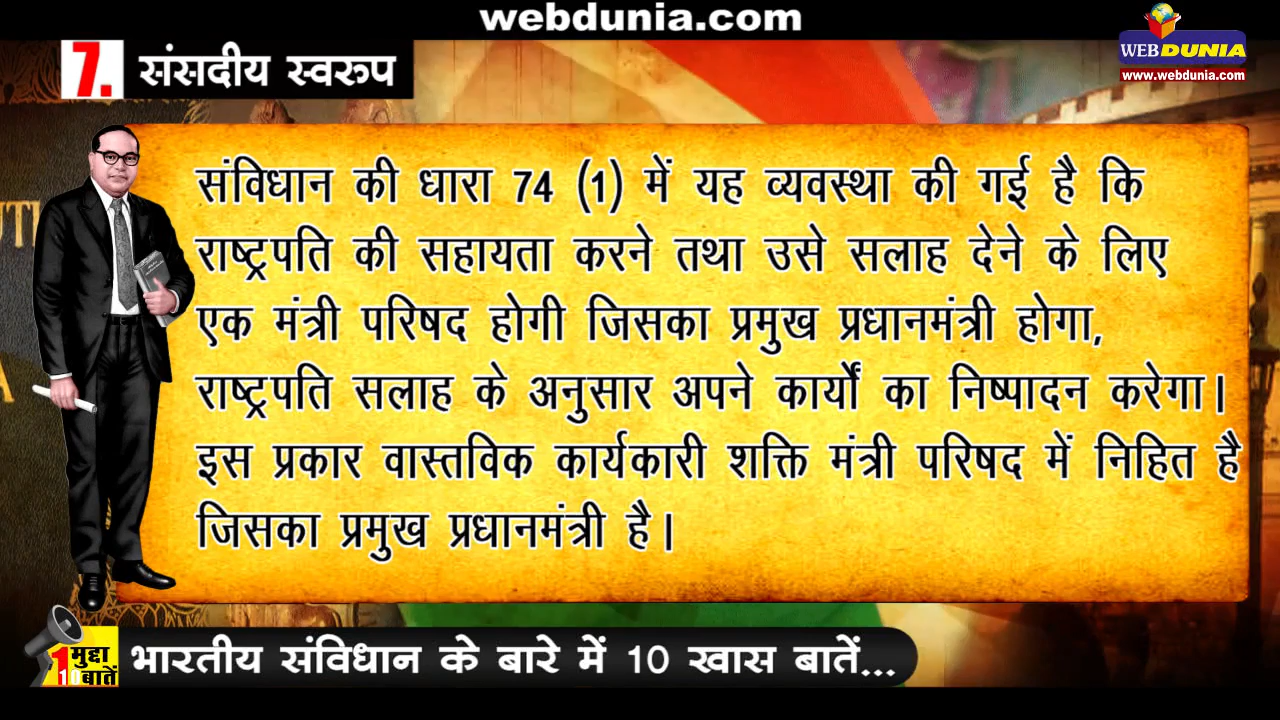 webdunia.com
WEBDUNIA
www.webdunia.com
7. संसदीय स्वरुप
संविधान की धारा 74 (1) में यह व्यवस्था की गई है कि
राष्ट्रपति की सहायता करने तथा उसे सलाह देने के लिए
एक मंत्री परिषद होगी जिसका प्रमुख प्रधानमंत्री होगा,
राष्ट्रपति सलाह के अनुसार अपने कार्यों का निष्पादन करेगा।
इस प्रकार वास्तविक कार्यकारी शक्ति मंत्री परिषद में निहित है
जिसका प्रमुख प्रधानमंत्री है।
1 मुद्दा
10 बातें
भारतीय संविधान के बारे में 10 खास बातें...